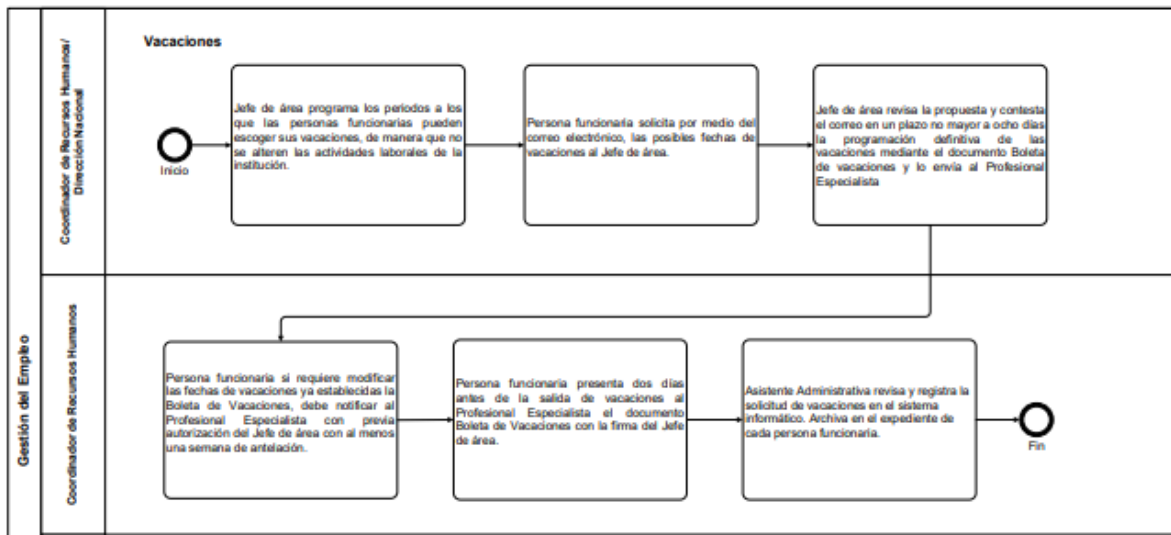 Gestión del Empleo
Coordinador de Recursos Humanos/
Dirección Nacional
Vacaciones
Inicio
Jefe de área programa los periodos a los
que las personas funcionarias pueden
escoger sus vacaciones, de manera que no
se alteren las actividades laborales de la
institución.
Persona funcionaria solicita por medio del
correo electrónico, las posibles fechas de
vacaciones al Jefe de área.
Jefe de área revisa la propuesta y contesta
el correo en un plazo no mayor a ocho días
la programación definitiva de las
vacaciones mediante el documento Boleta
de vacaciones y lo envía al Profesional
Especialista
Coordinador de Recursos Humanos
Persona funcionaria si requiere modificar
las fechas de vacaciones ya establecidas la
Boleta de Vacaciones, debe notificar al
Profesional Especialista con previa
autorización del Jefe de área con al menos
una semana de antelación.
Persona funcionaria presenta dos días
antes de la salida de vacaciones al
Profesional Especialista el documento
Boleta de Vacaciones con la firma del Jefe
de área.
Asistente Administrativa revisa y registra la
solicitud de vacaciones en el sistema
informático. Archiva en el expediente de
cada persona funcionaria.
Fin